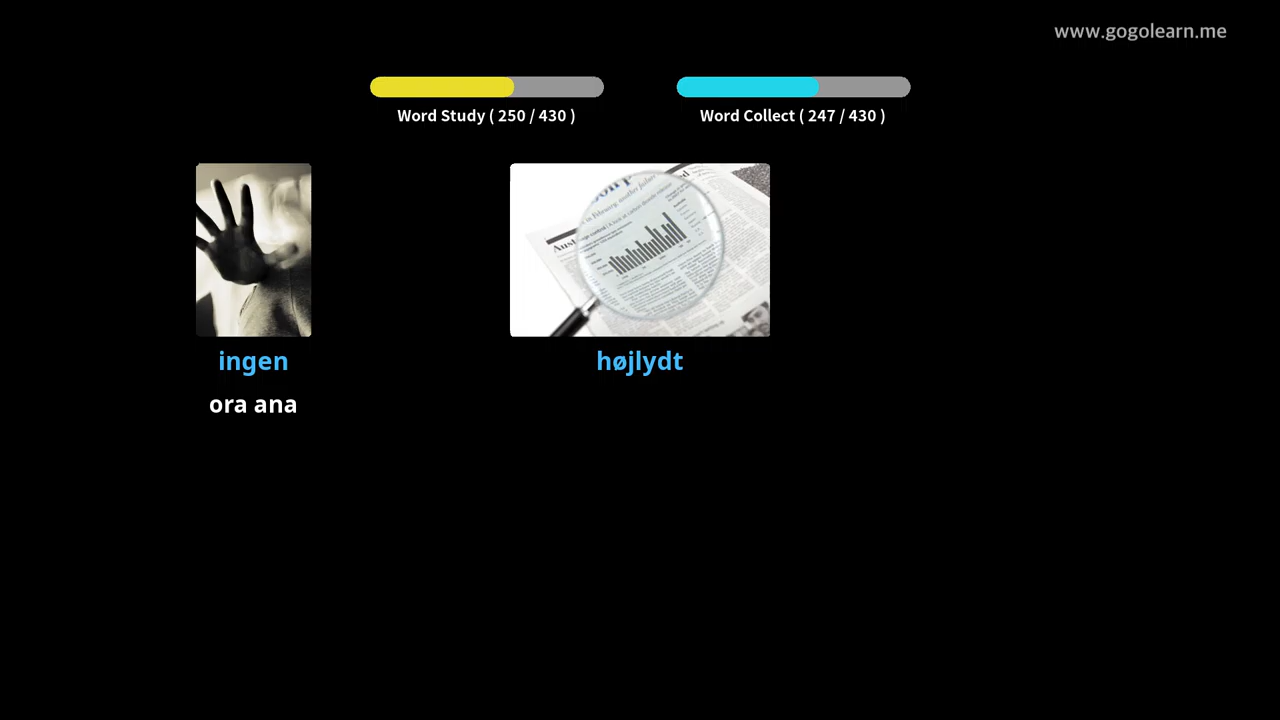 www.gogolearn.me
Word Study ( 250 / 430 )
Word Collect ( 247 / 430 )
ingen
højlydt
ora ana